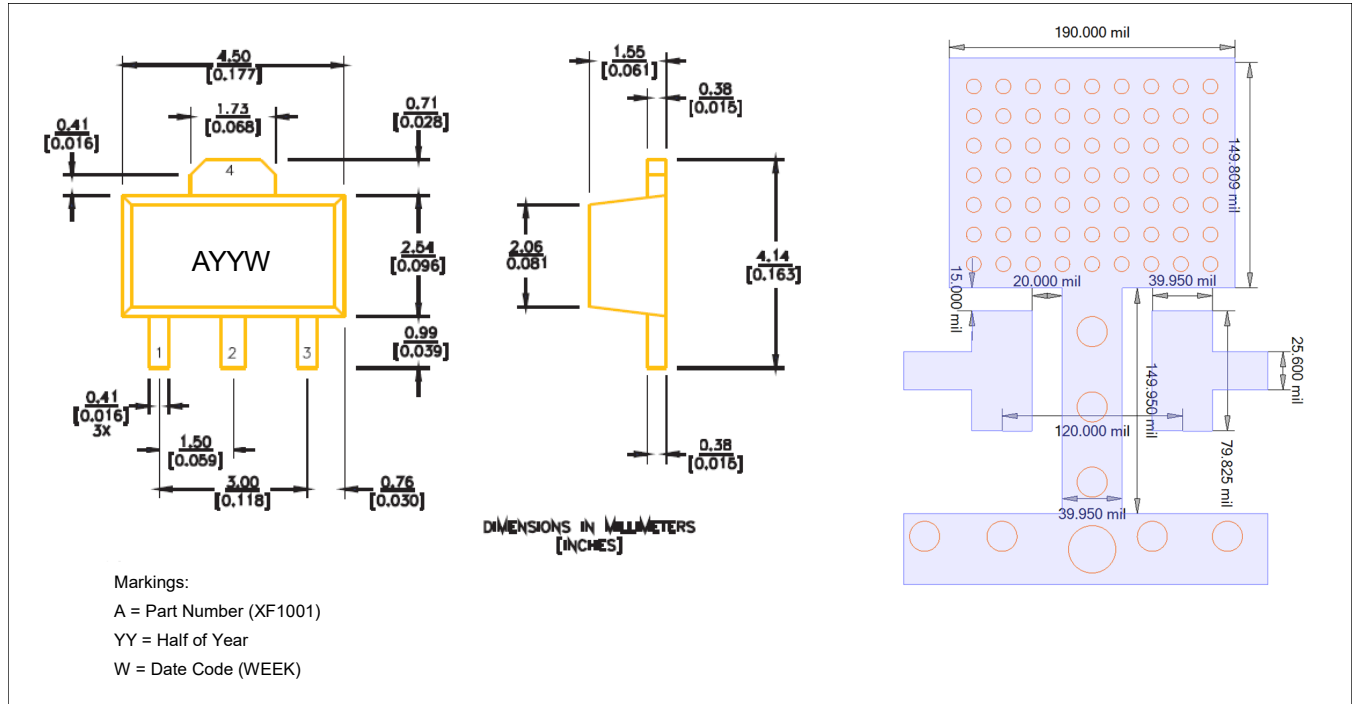 4.50
[0.177]
1.73
[0.068]
0.41
[0.016]
0.71
[0.028]
4
AYYW
2.54
[0.096]
0.99
[0.039]
1
2
3
0.41
[0.016]
3X
1.50
[0.059]
3.00
[0.118]
0.76
[0.030]
1.55
[0.061]
0.38
[0.015]
2.06
0.081
4.14
[0.163]
0.38
[0.015]
DIMENSIONS IN MILLIMETERS
[INCHES]
190.000 mil
149.809 mil
15.000 mil
20.000 mil
39.950 mil
25.600 mil
149.950 mil
120.000 mil
79.825 mil
39.950 mil
Markings:
A = Part Number (XF1001)
YY = Half of Year
W = Date Code (WEEK)